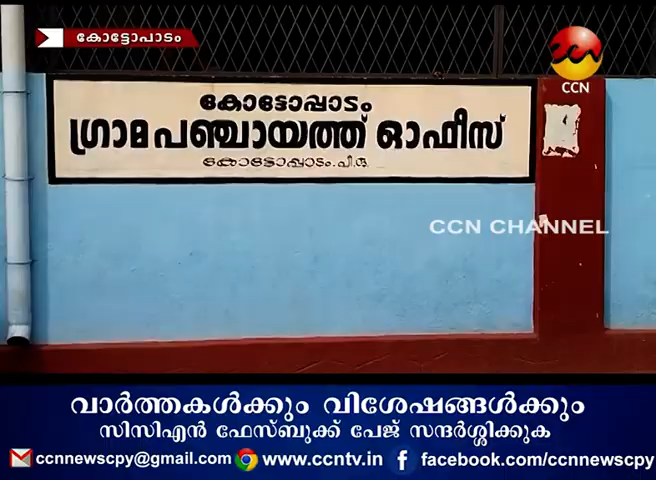 കോട്ടോപാടം
CCN
കോട്ടോപ്പാടം
ഗ്രാമപഞ്ചായത്ത് ഓഫീസ്
കോട്ടോപ്പാടം.പി.ഒ
CCN CHANNEL
വാർത്തകൾക്കും വിശേഷങ്ങൾക്കും
സിസിഎൻ ഫേസ്ബുക്ക് പേജ് സന്ദർശ്ശിക്കുക
ccnnewscpy@gmail.com www.ccntv.in facebook.com/ccnnewscpy